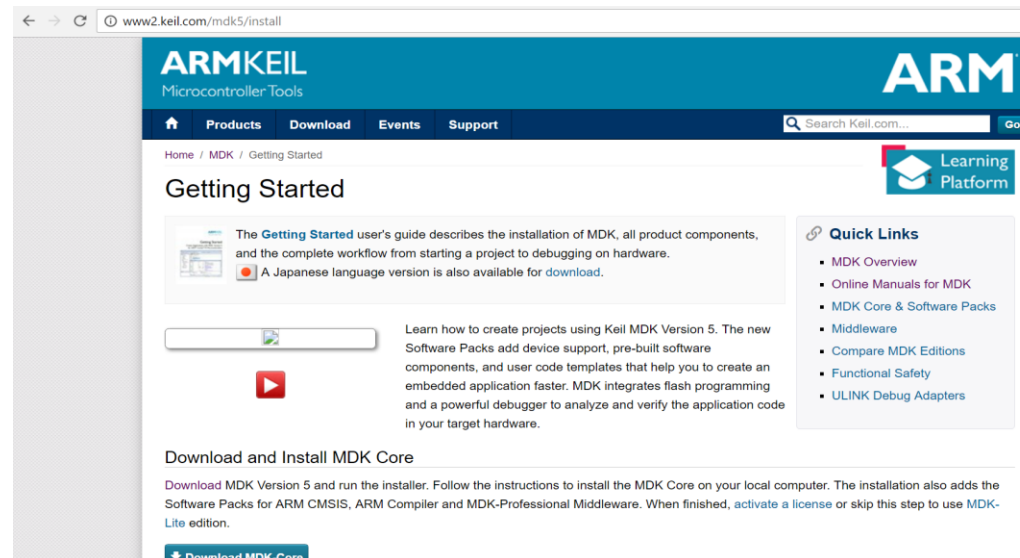 www2.keil.com/mdk5/install
ARMKEIL
Microcontroller Tools
ARM
Products Download Events Support
Search Keil.com...
Go
Home / MDK / Getting Started
Learning
Platform
Getting Started
The Getting Started user's guide describes the installation of MDK, all product components,
and the complete workflow from starting a project to debugging on hardware.
A Japanese language version is also available for download.
Quick Links
MDK Overview
Online Manuals for MDK
MDK Core & Software Packs
Middleware
Compare MDK Editions
Functional Safety
ULINK Debug Adapters
Learn how to create projects using Keil MDK Version 5. The new
Software Packs add device support, pre-built software
components, and user code templates that help you to create an
embedded application faster. MDK integrates flash programming
and a powerful debugger to analyze and verify the application code
in your target hardware.
Download and Install MDK Core
Download MDK Version 5 and run the installer. Follow the instructions to install the MDK Core on your local computer. The installation also adds the
Software Packs for ARM CMSIS, ARM Compiler and MDK-Professional Middleware. When finished, activate a license or skip this step to use MDK-
Lite edition.
Download MDK Core